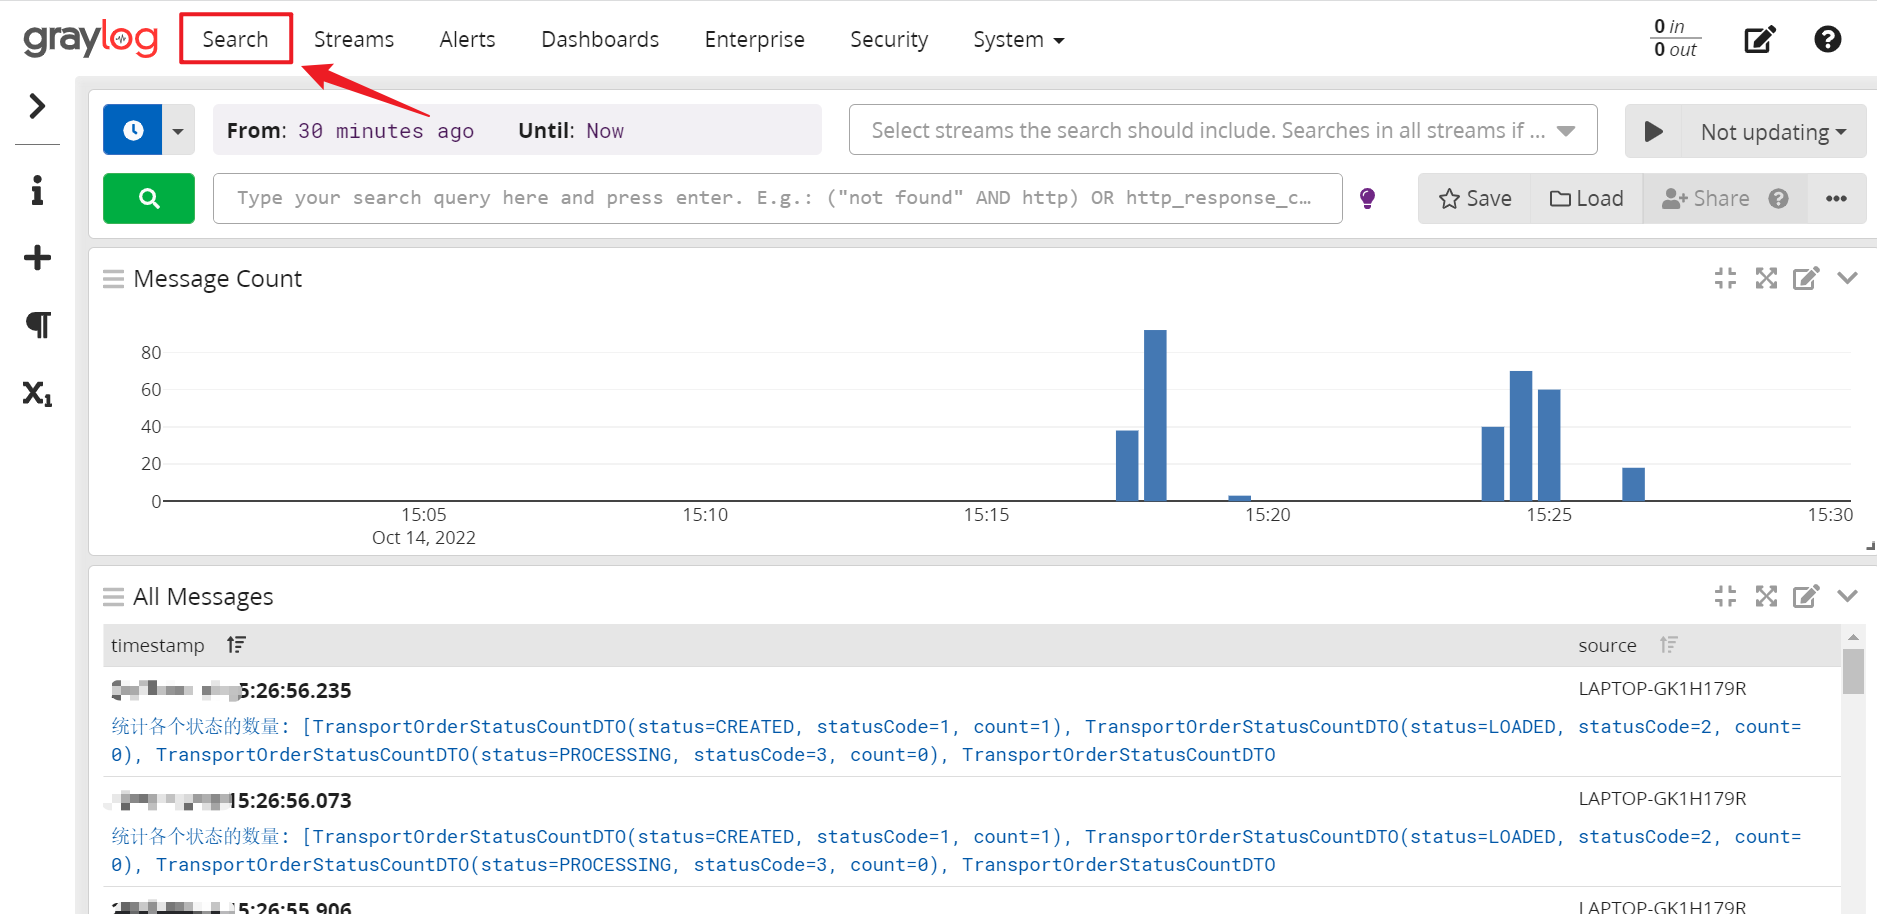 graylog Search Streams Alerts Dashboards Enterprise Security System 0 in
0 out
From: 30 minutes ago Until: Now Select streams the search should include. Searches in all streams if ... Not updating
Type your search query here and press enter. E.g.: ("not found" AND http) OR http_response_c... Save Load Share
Message Count
80
60
40
20
0
15:05 15:10 15:15 15:20 15:25 15:30
Oct 14, 2022
All Messages
timestamp source
5:26:56.235 LAPTOP-GK1H179R
统计各个状态的数量: [TransportOrderStatusCountDTO(status=CREATED, statusCode=1, count=1), TransportOrderStatusCountDTO(status=LOADED, statusCode=2, count=
0), TransportOrderStatusCountDTO(status=PROCESSING, statusCode=3, count=0), TransportOrderStatusCountDTO
15:26:56.073 LAPTOP-GK1H179R
统计各个状态的数量: [TransportOrderStatusCountDTO(status=CREATED, statusCode=1, count=1), TransportOrderStatusCountDTO(status=LOADED, statusCode=2, count=
0), TransportOrderStatusCountDTO(status=PROCESSING, statusCode=3, count=0), TransportOrderStatusCountDTO
5:26:55.906 LAPTOP-GK1H179R